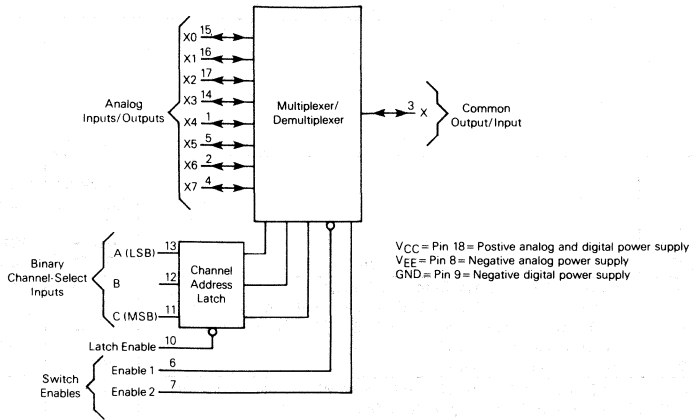 X0 15
X1 16
X2 17
X3 14
X4 1
X5 5
X6 2
X7 4
Analog
Inputs/Outputs
Multiplexer/
Demultiplexer
3 X
Common
Output/Input
Binary
Channel-Select
Inputs
A (LSB) 13
B 12
C (MSB) 11
Channel
Address
Latch
Latch Enable 10
Switch
Enables
Enable 1 6
Enable 2 7
VCC = Pin 18 = Postive analog and digital power supply
VEE = Pin 8 = Negative analog power supply
GND = Pin 9 = Negative digital power supply